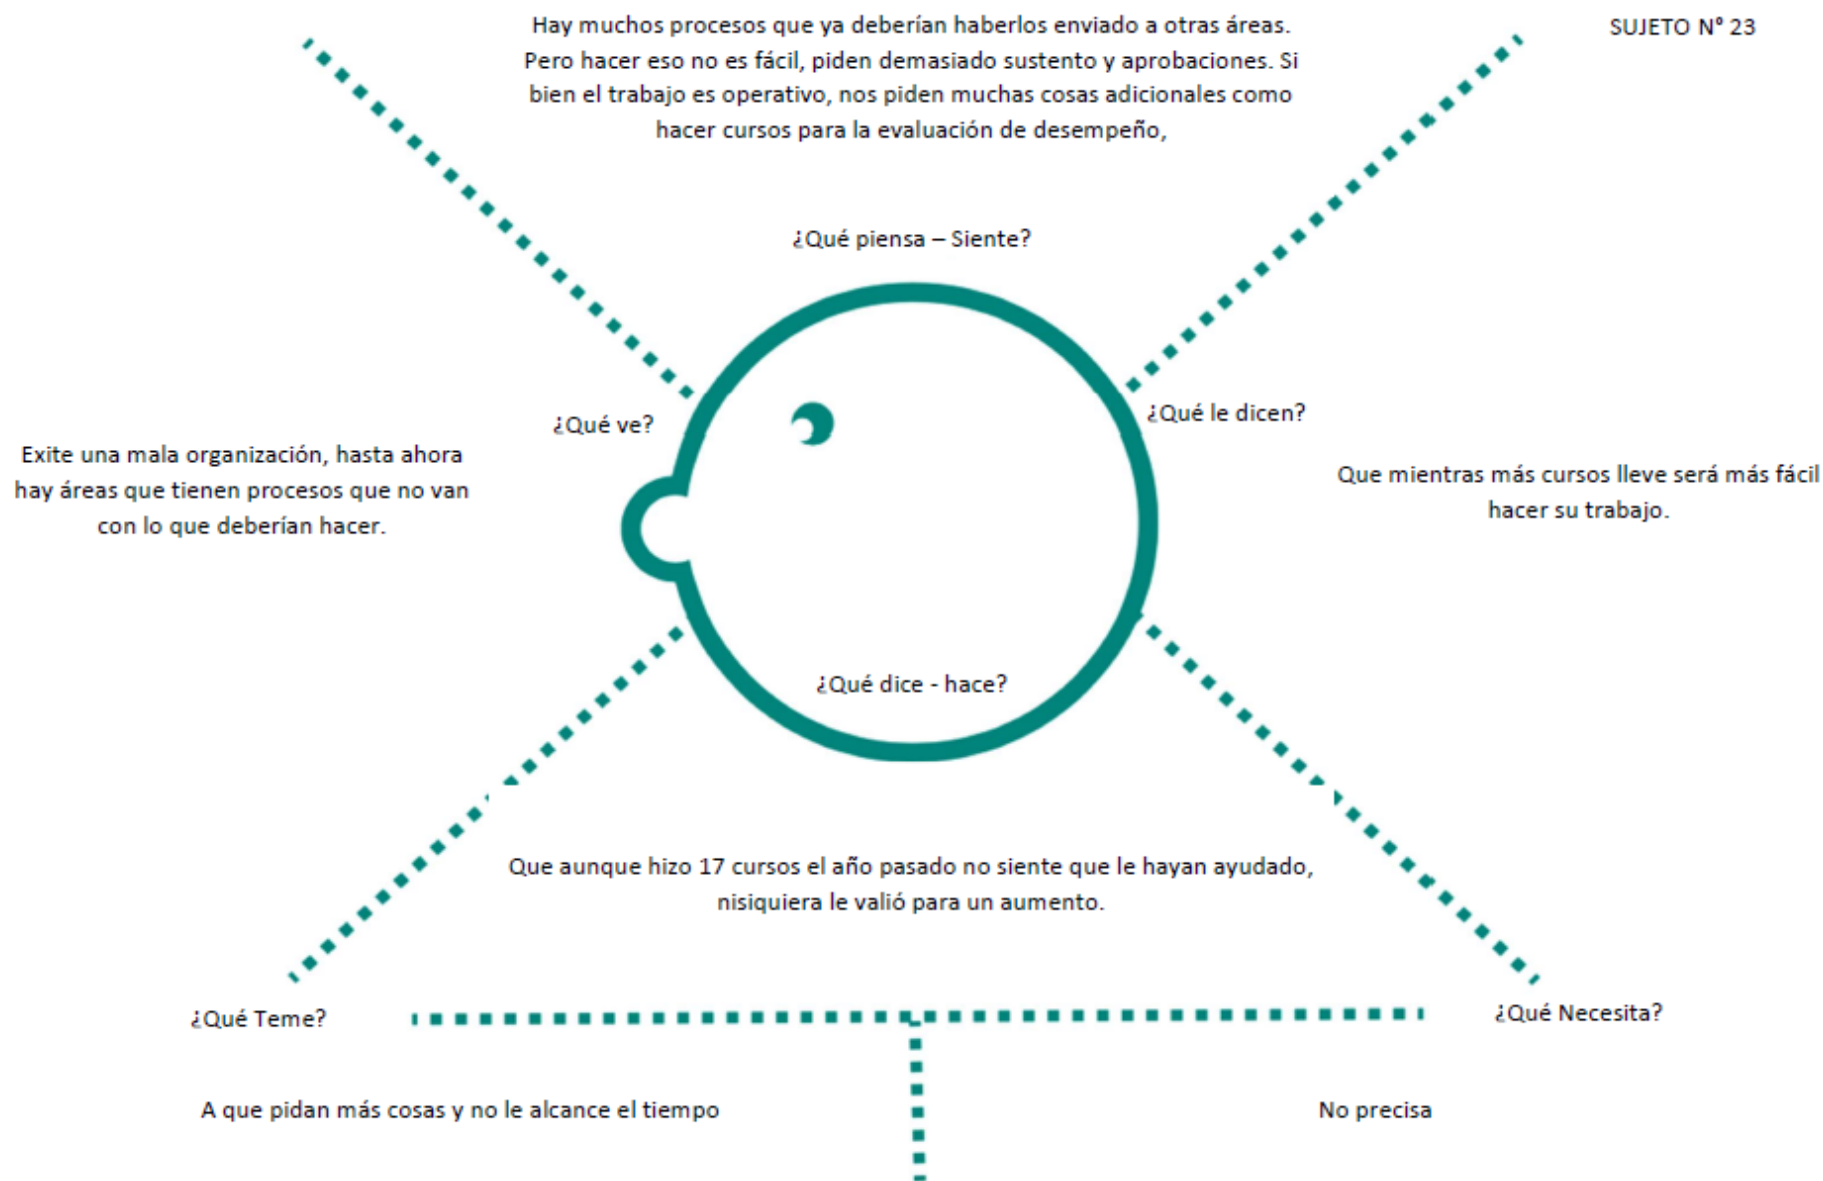 Hay muchos procesos que ya deberían haberlos enviado a otras áreas.
Pero hacer eso no es fácil, piden demasiado sustento y aprobaciones. Si
bien el trabajo es operativo, nos piden muchas cosas adicionales como
hacer cursos para la evaluación de desempeño,
SUJETO N° 23
¿Qué piensa – Siente?
¿Qué ve?
Exite una mala organización, hasta ahora
hay áreas que tienen procesos que no van
con lo que deberían hacer.
¿Qué le dicen?
Que mientras más cursos lleve será más fácil
hacer su trabajo.
¿Qué dice - hace?
Que aunque hizo 17 cursos el año pasado no siente que le hayan ayudado,
nisiquiera le valió para un aumento.
¿Qué Teme?
A que pidan más cosas y no le alcance el tiempo
¿Qué Necesita?
No precisa